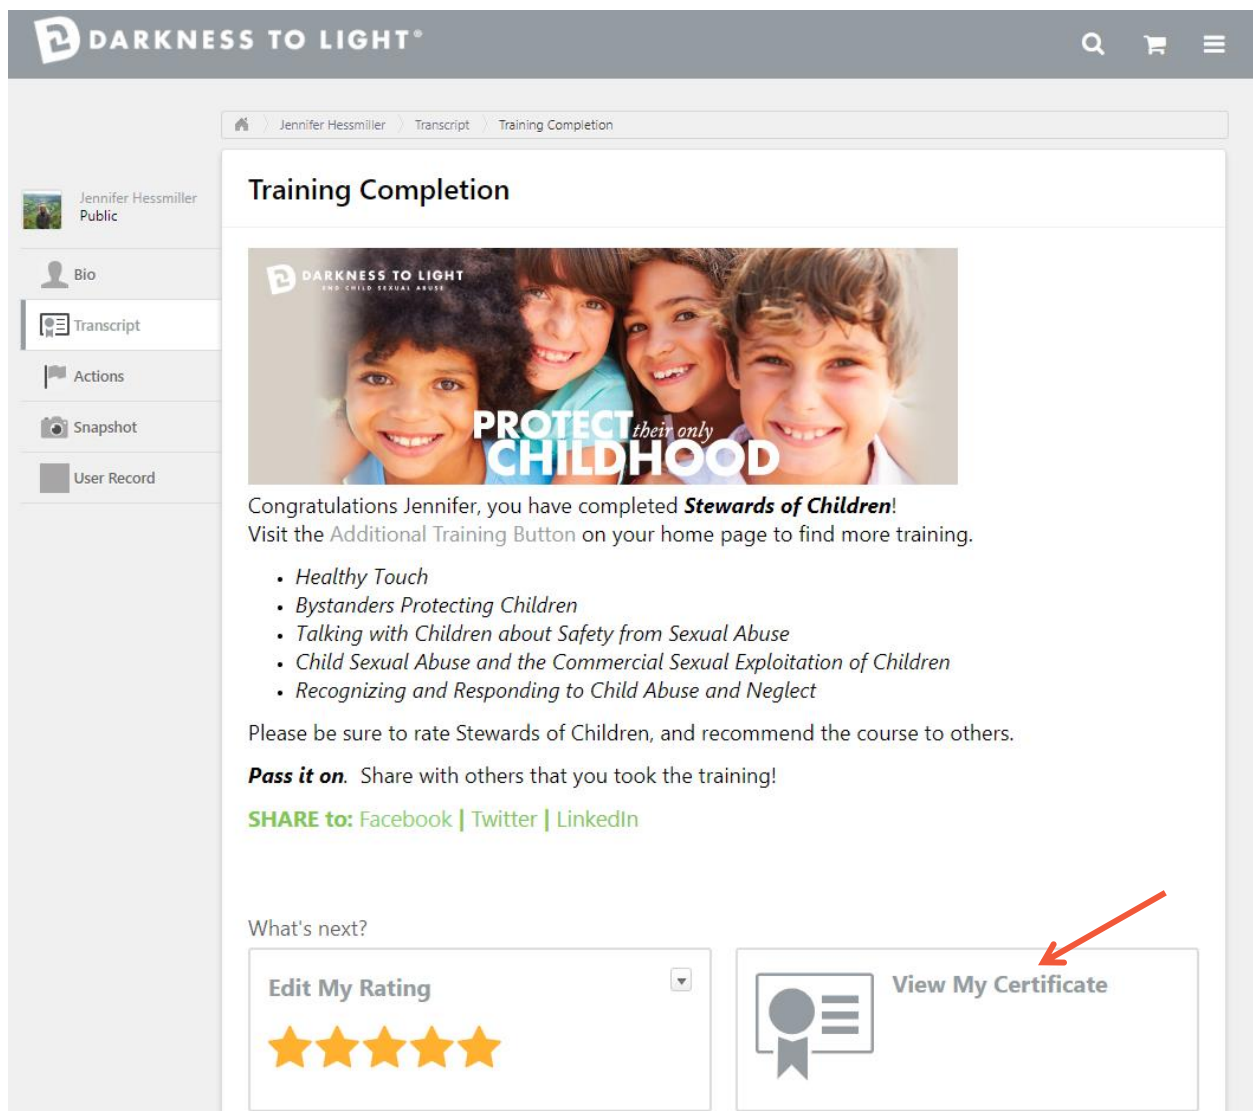 DARKNESS TO LIGHT®
Jennifer Hessmiller
Transcript
Training Completion
Jennifer Hessmiller
Public
Bio
Transcript
Actions
Snapshot
User Record
Training Completion
DARKNESS TO LIGHT
END CHILD SEXUAL ABUSE
PROTECT their only
CHILDHOOD
Congratulations Jennifer, you have completed Stewards of Children!
Visit the Additional Training Button on your home page to find more training.
• Healthy Touch
• Bystanders Protecting Children
• Talking with Children about Safety from Sexual Abuse
• Child Sexual Abuse and the Commercial Sexual Exploitation of Children
• Recognizing and Responding to Child Abuse and Neglect
Please be sure to rate Stewards of Children, and recommend the course to others.
Pass it on. Share with others that you took the training!
SHARE to: Facebook | Twitter | LinkedIn
What's next?
Edit My Rating
View My Certificate